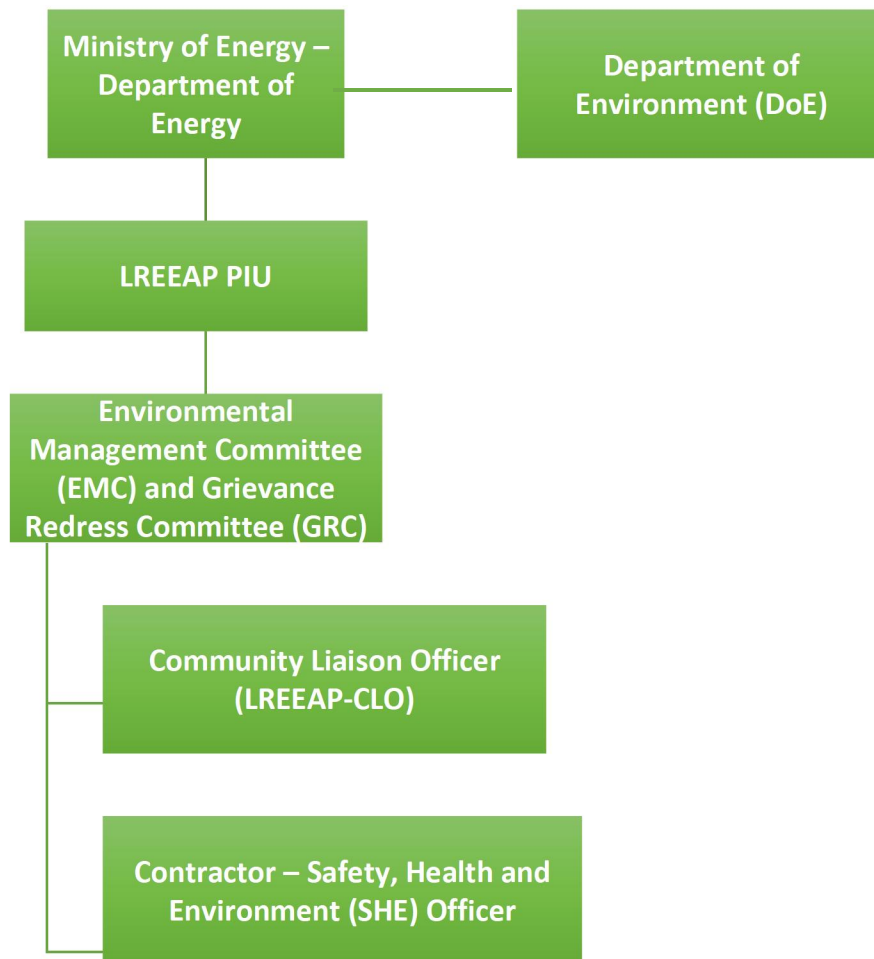 Ministry of Energy –
Department of
Energy
Department of
Environment (DoE)
LREEAP PIU
Environmental
Management Committee
(EMC) and Grievance
Redress Committee (GRC)
Community Liaison Officer
(LREEAP-CLO)
Contractor – Safety, Health and
Environment (SHE) Officer